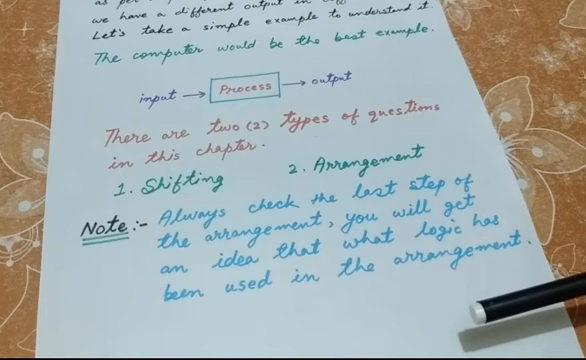 as per
we have a different output in
Let's take a simple example to understand it.
The computer would be the best example.
input → Process → output
There are two (2) types of questions
in this chapter.
1. Shifting 2. Arrangement
Note :- Always check the last step of
the arrangement, you will get
an idea that what logic has
been used in the arrangement.